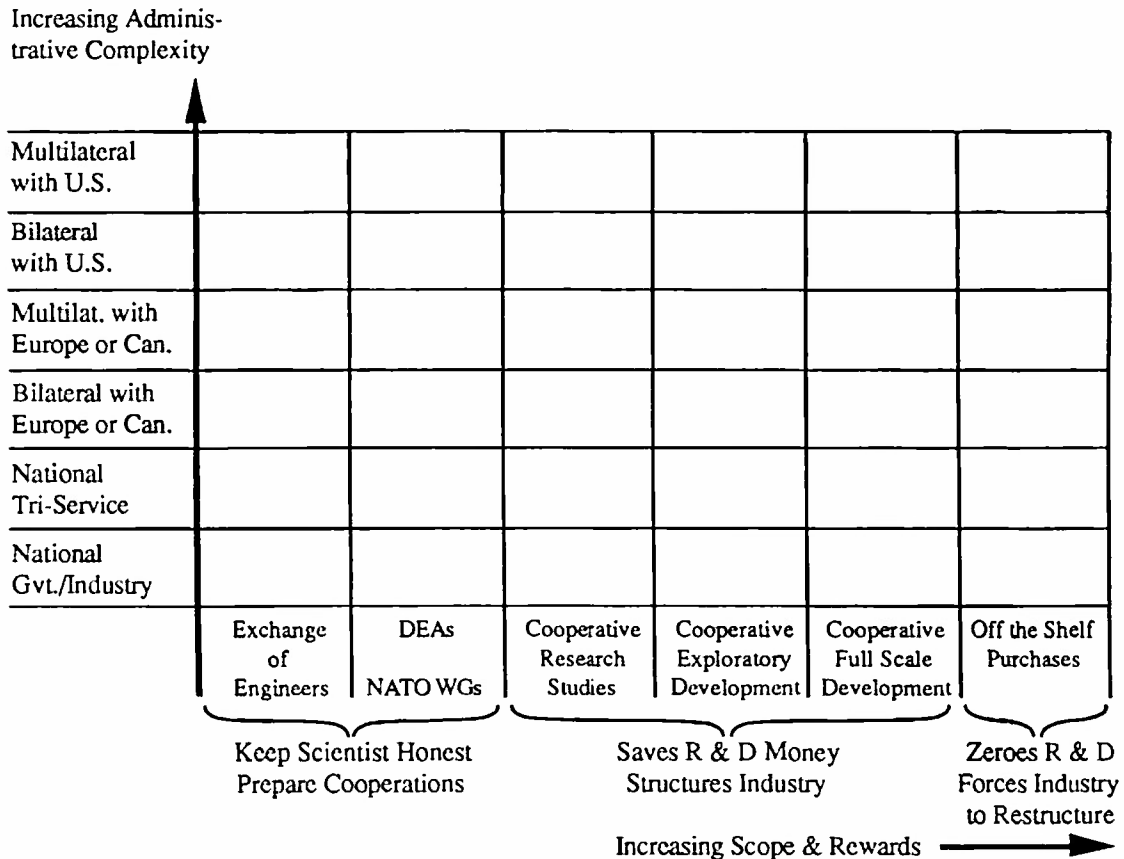 Increasing Adminis-
trative Complexity
Multilateral
with U.S.
Bilateral
with U.S.
Multilat. with
Europe or Can.
Bilateral with
Europe or Can.
National
Tri-Service
National
Gvt./Industry
Exchange
of
Engineers
DEAs
NATO WGs
Cooperative
Research
Studies
Cooperative
Exploratory
Development
Cooperative
Full Scale
Development
Off the Shelf
Purchases
Keep Scientist Honest
Prepare Cooperations
Saves R & D Money
Structures Industry
Zeroes R & D
Forces Industry
to Restructure
Increasing Scope & Rewards